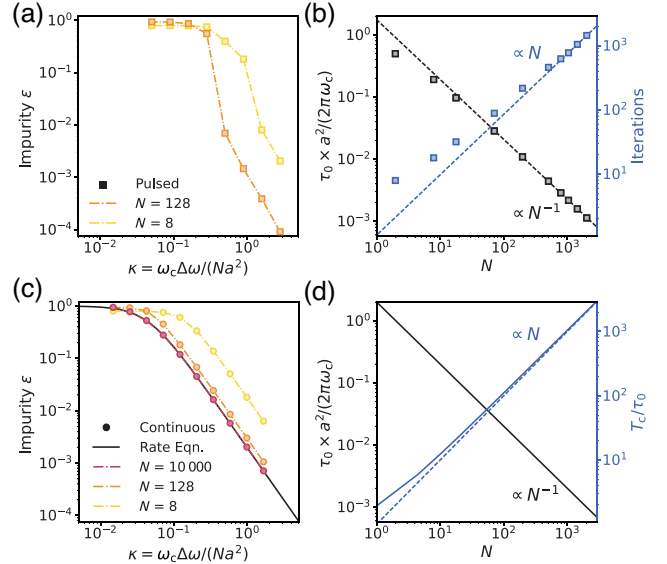 (a)
10⁰
10⁻¹
10⁻²
10⁻³
10⁻⁴
Impurity ε
Pulsed
N = 128
N = 8
10⁻² 10⁻¹ 10⁰
κ = ω_cΔω/(Na²)
(b)
10⁰
10⁻¹
10⁻²
10⁻³
τ₀ × a²/(2πω_c)
∝ N
∝ N⁻¹
10³
10²
10¹
Iterations
10⁰ 10¹ 10² 10³
N
(c)
10⁰
10⁻¹
10⁻²
10⁻³
10⁻⁴
Impurity ε
Continuous
Rate Eqn.
N = 10 000
N = 128
N = 8
10⁻² 10⁻¹ 10⁰
κ = ω_cΔω/(Na²)
(d)
10⁰
10⁻¹
10⁻²
10⁻³
τ₀ × a²/(2πω_c)
∝ N
∝ N⁻¹
10³
10²
10¹
T_c/τ₀
10⁰ 10¹ 10² 10³
N